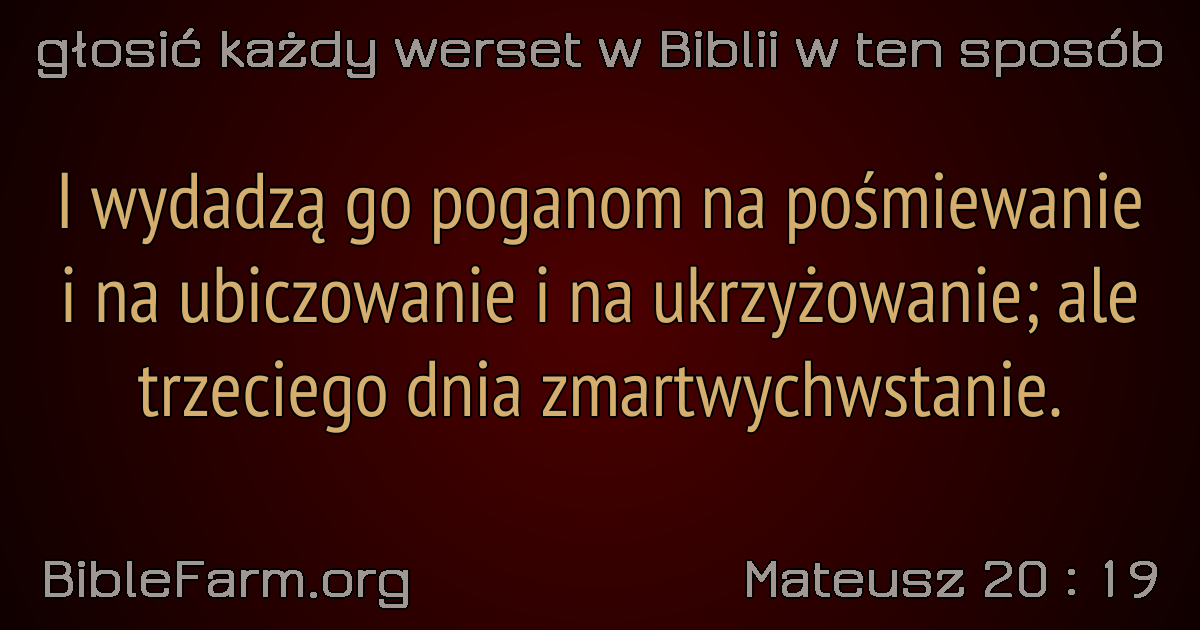 głosić każdy werset w Biblii w ten sposób
I wydadzą go poganom na pośmiewanie
i na ubiczowanie i na ukrzyżowanie; ale
trzeciego dnia zmartwychwstanie.
BibleFarm.org
Mateusz 20 : 19